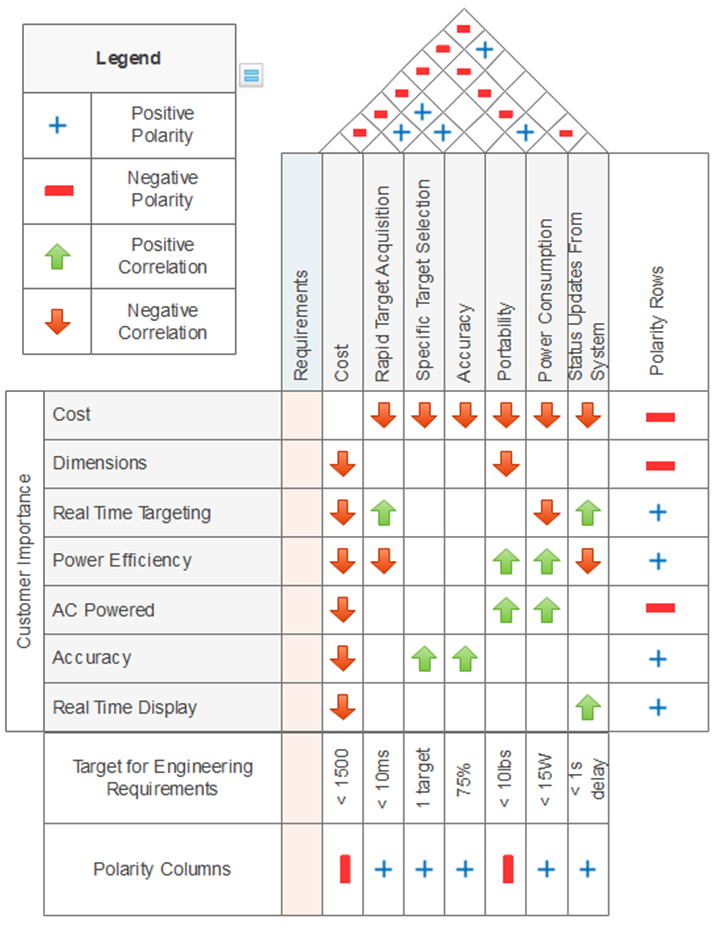 Legend
Positive
Polarity
Negative
Polarity
Positive
Correlation
Negative
Correlation
Requirements
Cost
Rapid Target Acquisition
Specific Target Selection
Accuracy
Portability
Power Consumption
Status Updates From
System
Polarity Rows
Customer Importance
Cost
Dimensions
Real Time Targeting
Power Efficiency
AC Powered
Accuracy
Real Time Display
Target for Engineering
Requirements
< 1500
< 10ms
1 target
75%
< 10lbs
< 15W
< 1s
delay
Polarity Columns